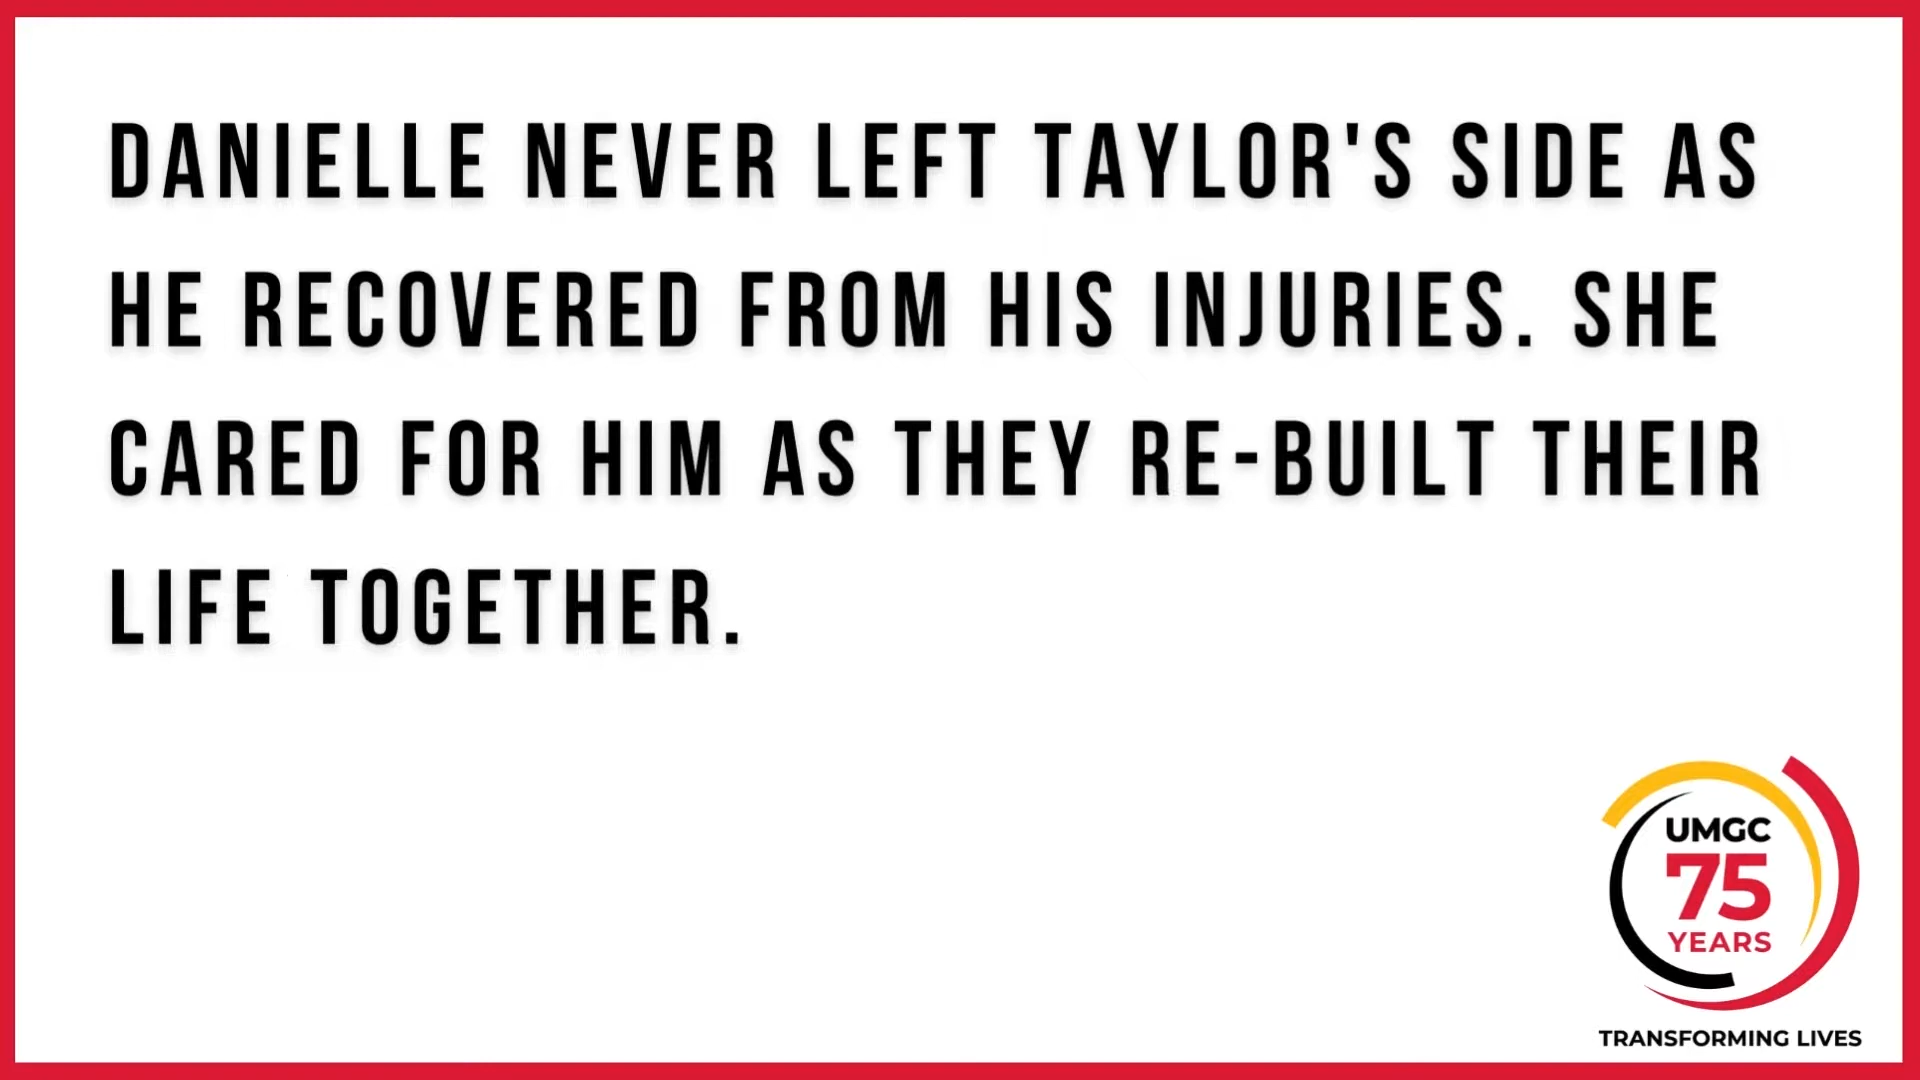 DANIELLE NEVER LEFT TAYLOR'S SIDE AS
HE RECOVERED FROM HIS INJURIES. SHE
CARED FOR HIM AS THEY RE-BUILT THEIR
LIFE TOGETHER.
UMGC
75
YEARS
TRANSFORMING LIVES